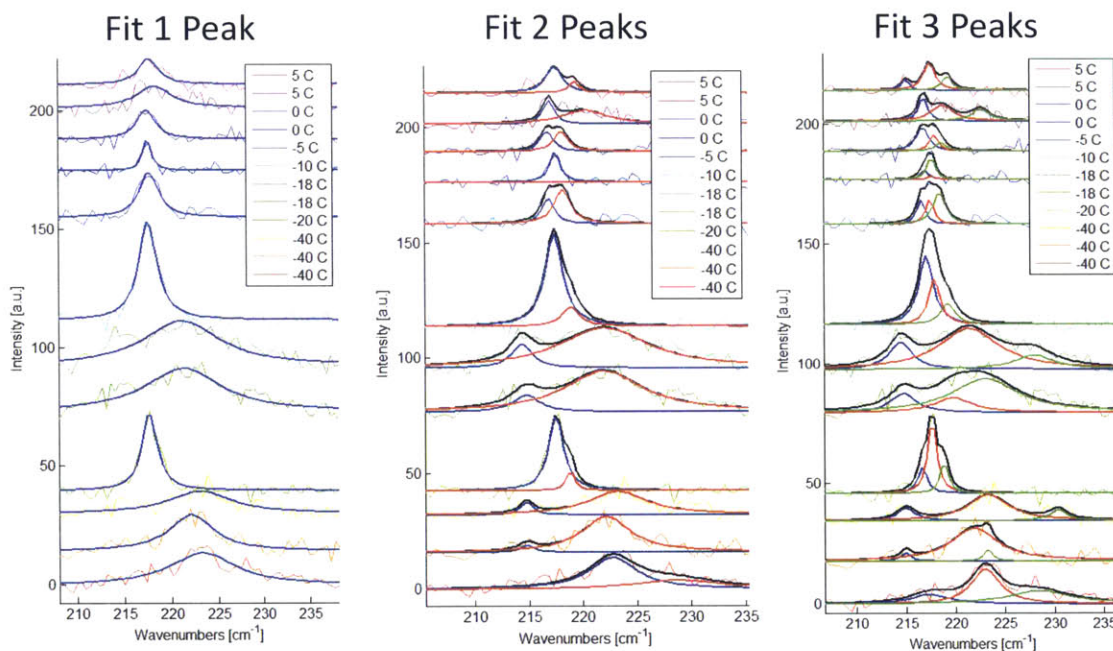 Fit 1 Peak
Fit 2 Peaks
Fit 3 Peaks
5 C
5 C
0 C
0 C
-5 C
-10 C
-18 C
-18 C
-20 C
-40 C
-40 C
-40 C
5 C
5 C
0 C
0 C
-5 C
-10 C
-18 C
-18 C
-20 C
-40 C
-40 C
-40 C
5 C
5 C
0 C
0 C
-5 C
-10 C
-18 C
-18 C
-20 C
-40 C
-40 C
-40 C
Intensity [a.u.]
200
150
100
50
0
210 215 220 225 230 235
Wavenumbers [cm⁻¹]
Intensity [a.u.]
200
150
100
50
0
210 215 220 225 230 235
Wavenumbers [cm⁻¹]
Intensity [a.u.]
200
150
100
50
0
210 215 220 225 230 235
Wavenumbers [cm⁻¹]